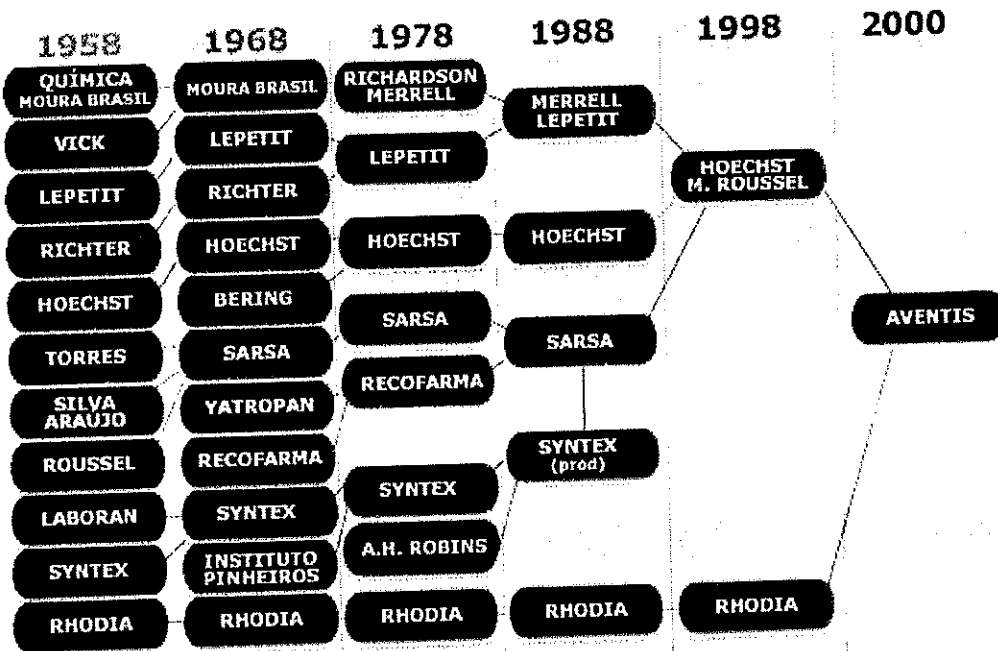 1958
1968
1978
1988
1998
2000
QUÍMICA
MOURA BRASIL
VICK
LEPETIT
RICHTER
HOECHST
TORRES
SILVA
ARAUJO
ROUSSEL
LABORAN
SYNTEX
RHODIA
MOURA BRASIL
LEPETIT
RICHTER
HOECHST
BERING
SARSA
YATROPAN
RECOFARMA
SYNTEX
INSTITUTO
PINHEIROS
RHODIA
RICHARDSON
MERRELL
LEPETIT
HOECHST
SARSA
RECOFARMA
SYNTEX
A.H. ROBINS
RHODIA
MERRELL
LEPETIT
HOECHST
SARSA
SYNTEX
(prod)
RHODIA
HOECHST
M. ROUSSEL
RHODIA
AVENTIS